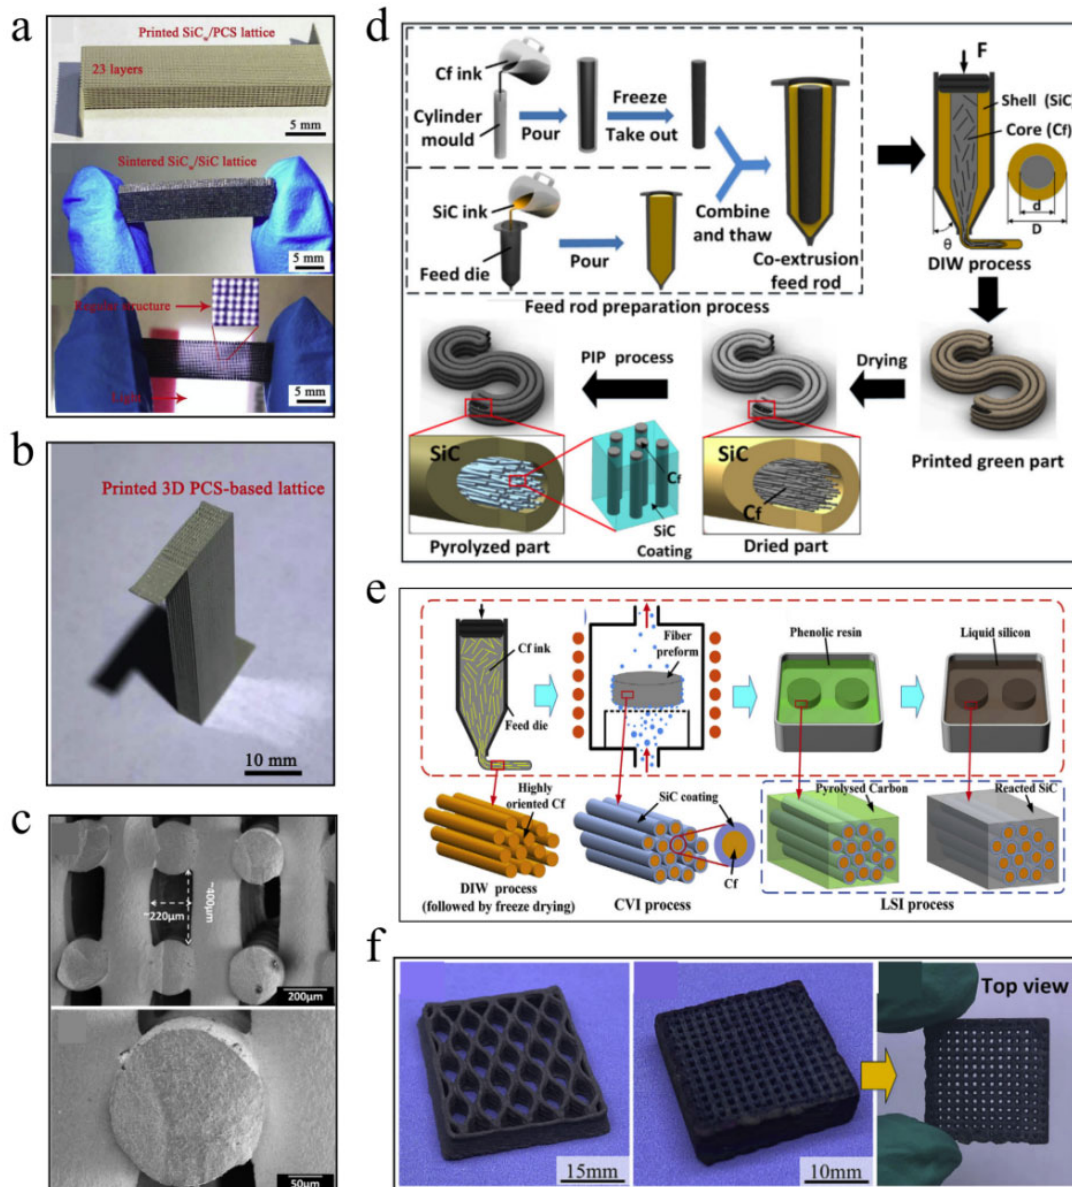 a
Printed SiCw/PCS lattice
23 layers
5 mm
Sintered SiCw/SiC lattice
5 mm
Regular structure
Light
5 mm
b
Printed 3D PCS-based lattice
10 mm
c
~220μm
~400μm
200μm
50μm
d
Cf ink
Cylinder
mould
Pour
Freeze
Take out
SiC ink
Feed die
Pour
Combine
and thaw
Co-extrusion
feed rod
Feed rod preparation process
F
Shell (SiC)
Core (Cf)
d
D
θ
DIW process
Printed green part
Drying
SiC
Cf
Dried part
PIP process
SiC
Cf
SiC
Coating
Pyrolyzed part
e
Cf ink
Feed die
Fiber
preform
Phenolic resin
Liquid silicon
Highly
oriented Cf
DIW process
(followed by freeze drying)
SiC coating
Cf
CVI process
Pyrolysed Carbon
Reacted SiC
LSI process
f
15mm
10mm
Top view